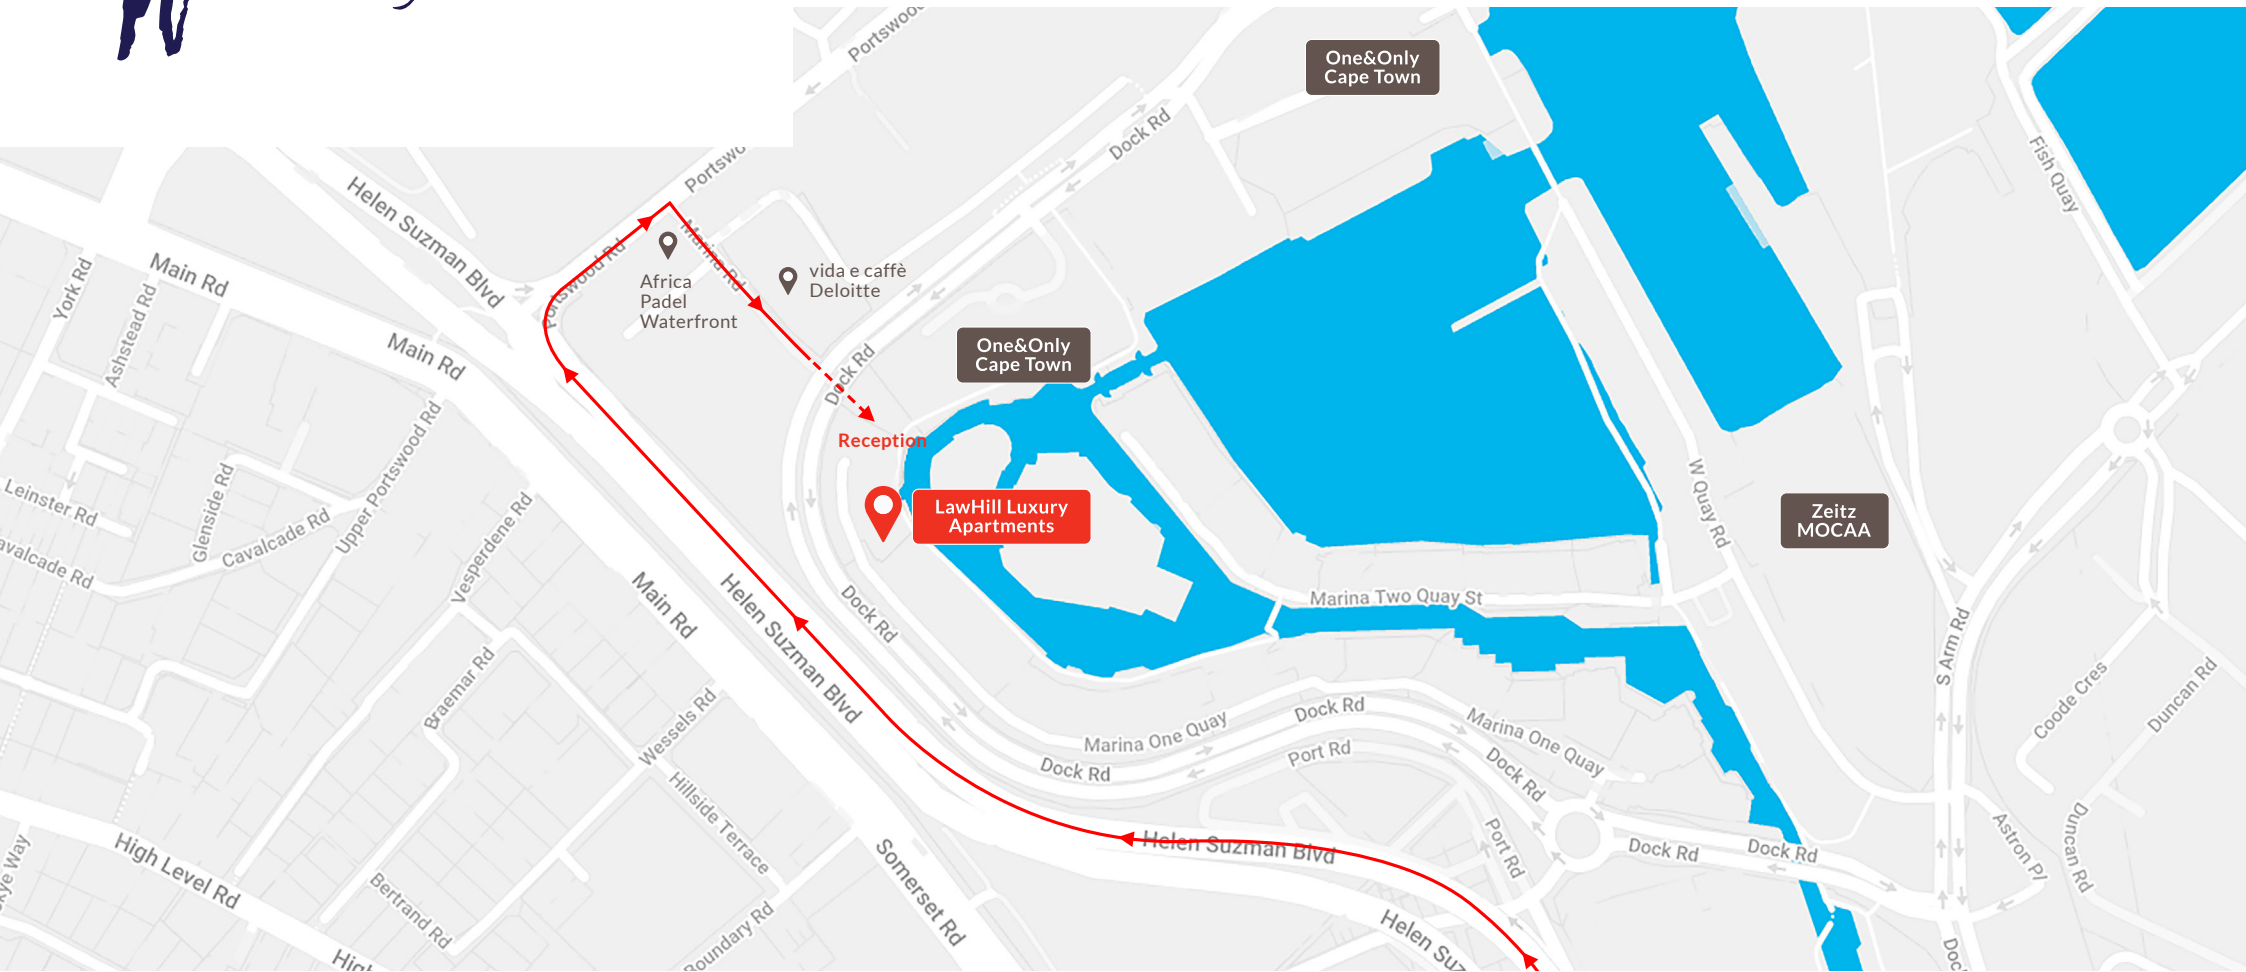 Portswood
One&Only
Cape Town
Dock Rd
Fish Quay
Helen Suzman Blvd
Main Rd
York Rd
Ashstead Rd
Portswood Rd
Marina Rd
Africa
Padel
Waterfront
vida e caffè
Deloitte
Main Rd
Dock Rd
One&Only
Cape Town
Reception
LawHill Luxury
Apartments
Zeitz
MOCAA
W Quay Rd
Leinster Rd
Glenside Rd
Cavalcade Rd
Upper Portswood Rd
Vesperdene Rd
Main Rd
Helen Suzman Blvd
Dock Rd
Marina Two Quay St
S Arm Rd
Coode Cres
Duncan Rd
Braemar Rd
Wessels Rd
Hillside Terrace
Marina One Quay
Dock Rd
Dock Rd
Port Rd
Marina One Quay
Dock Rd
Helen Suzman Blvd
Port Rd
Dock Rd
Dock Rd
Astron Pl
Duncan Rd
High Level Rd
Bertrand Rd
Somerset Rd
Boundary Rd
Helen Suz
High